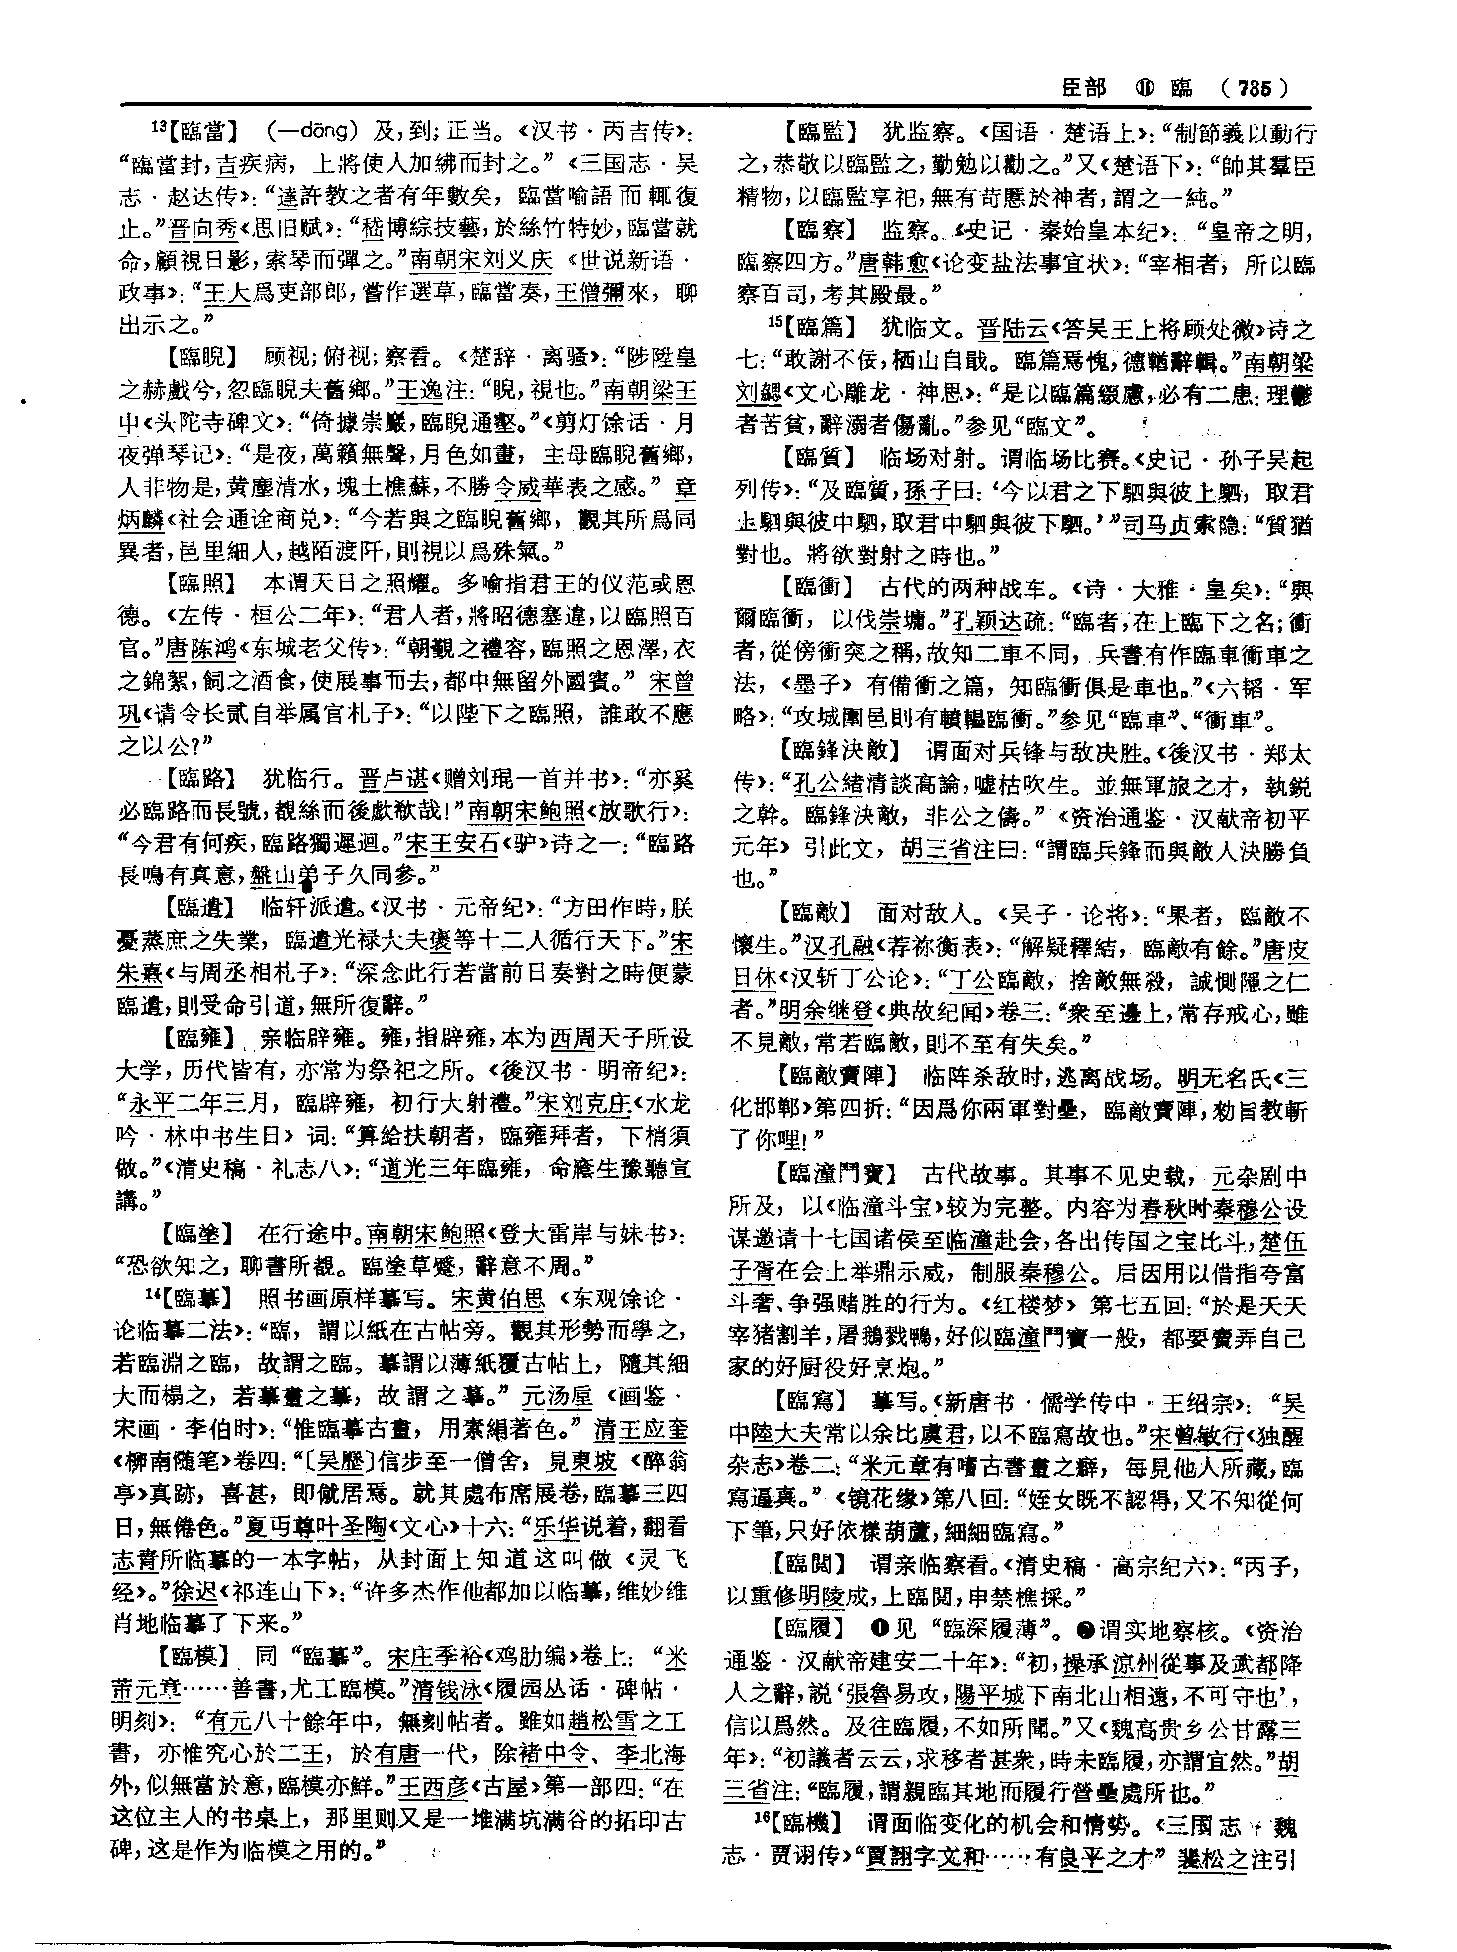 臣部 ⑪ 臨 (735)
13【臨當】 (—dāng) 及,到;正当。《汉书·丙吉传》:
“臨當封,吉疾病,上將使人加紼而封之。”《三国志·吴
志·赵达传》:“達許教之者有年數矣,臨當喻語而輒復
止。”晋向秀《思旧赋》:“嵇博綜技藝,於絲竹特妙,臨當就
命,顧視日影,索琴而彈之。”南朝宋刘义庆《世说新语·
政事》:“王大爲吏部郎,嘗作選草,臨當奏,王僧彌來,聊
出示之。”
【臨睨】 顾视;俯视;察看。《楚辞·离骚》:“陟陞皇
之赫戲兮,忽臨睨夫舊鄉。”王逸注:“睨,視也。”南朝梁王
屮《头陀寺碑文》:“倚據崇巖,臨睨通壑。”《剪灯馀话·月
夜弹琴记》:“是夜,萬籟無聲,月色如晝,主母臨睨舊鄉,
人非物是,黄塵清水,塊土樵蘇,不勝令威華表之感。”章
炳麟《社会通诠商兑》:“今若與之臨睨舊鄉,觀其所爲同
異者,邑里細人,越陌渡阡,則視以爲殊氣。”
【臨照】 本谓天日之照耀。多喻指君王的仪范或恩
德。《左传·桓公二年》:“君人者,將昭德塞違,以臨照百
官。”唐陈鸿《东城老父传》:“朝覲之禮容,臨照之恩澤,衣
之錦絮,飼之酒食,使展事而去,都中無留外國賓。”宋曾
巩《请令长贰自举属官札子》:“以陛下之臨照,誰敢不應
之以公?”
【臨路】 犹临行。晋卢谌《赠刘琨一首并书》:“亦奚
必臨路而長號,覩絲而後歔欷哉!”南朝宋鲍照《放歌行》:
“今君有何疾,臨路獨遲迴。”宋王安石《驴》诗之一:“臨路
長鳴有真意,盤山弟子久同參。”
【臨遣】 临轩派遣。《汉书·元帝纪》:“方田作時,朕
憂蒸庶之失業,臨遣光禄大夫褒等十二人循行天下。”宋
朱熹《与周丞相札子》:“深念此行若當前日奏對之時便蒙
臨遣,則受命引道,無所復辭。”
【臨雍】 亲临辟雍。雍,指辟雍,本为西周天子所设
大学,历代皆有,亦常为祭祀之所。《後汉书·明帝纪》:
“永平二年三月,臨辟雍,初行大射禮。”宋刘克庄《水龙
吟·林中书生日》词:“算給扶朝者,臨雍拜者,下梢須
做。”《清史稿·礼志八》:“道光三年臨雍,命蔭生豫聽宣
講。”
【臨塗】 在行途中。南朝宋鲍照《登大雷岸与妹书》:
“恐欲知之,聊書所覩。臨塗草蹙,辭意不周。”
14【臨摹】 照书画原样摹写。宋黄伯思《东观馀论·
论临摹二法》:“臨,謂以紙在古帖旁。觀其形勢而學之,
若臨淵之臨,故謂之臨。摹謂以薄紙覆古帖上,隨其細
大而榻之,若摹畫之摹,故謂之摹。”元汤垕《画鉴·
宋画·李伯时》:“惟臨摹古畫,用素絹著色。”清王应奎
《柳南随笔》卷四:“〔吴歷〕信步至一僧舍,見東坡《醉翁
亭》真跡,喜甚,即僦居焉。就其處布席展卷,臨摹三四
日,無倦色。”夏丏尊叶圣陶《文心》十六:“乐华说着,翻看
志青所临摹的一本字帖,从封面上知道这叫做《灵飞
经》。”徐迟《祁连山下》:“许多杰作他都加以临摹,维妙维
肖地临摹了下来。”
【臨模】 同“臨摹”。宋庄季裕《鸡肋编》卷上:“米
芾元章……善書,尤工臨模。”清钱泳《履园丛话·碑帖·
明刻》:“有元八十餘年中,無刻帖者。雖如趙松雪之工
書,亦惟究心於二王,於有唐一代,除褚中令、李北海
外,似無當於意,臨模亦鮮。”王西彦《古屋》第一部四:“在
这位主人的书桌上,那里则又是一堆满坑满谷的拓印古
碑,这是作为临模之用的。”
【臨監】 犹监察。《国语·楚语上》:“制節義以動行
之,恭敬以臨監之,勤勉以勸之。”又《楚语下》:“帥其羣臣
精物,以臨監享祀,無有苛慝於神者,謂之一純。”
【臨察】 监察。《史记·秦始皇本纪》:“皇帝之明,
臨察四方。”唐韩愈《论变盐法事宜状》:“宰相者,所以臨
察百司,考其殿最。”
15【臨篇】 犹临文。晋陆云《答吴王上将顾处微》诗之
七:“敢謝不佞,栖山自戢。臨篇焉愧,德輶辭輯。”南朝梁
刘勰《文心雕龙·神思》:“是以臨篇綴慮,必有二患:理鬱
者苦貧,辭溺者傷亂。”参见“臨文”。
【臨質】 临场对射。谓临场比赛。《史记·孙子吴起
列传》:“及臨質,孫子曰:‘今以君之下駟與彼上駟,取君
上駟與彼中駟,取君中駟與彼下駟。’”司马贞索隐:“質猶
對也。將欲對射之時也。”
【臨衝】 古代的两种战车。《诗·大雅·皇矣》:“與
爾臨衝,以伐崇墉。”孔颖达疏:“臨者,在上臨下之名;衝
者,從傍衝突之稱,故知二車不同,兵書有作臨車衝車之
法,《墨子》有備衝之篇,知臨衝俱是車也。”《六韬·军
略》:“攻城圍邑則有轒轀臨衝。”参见“臨車”、“衝車”。
【臨鋒決敵】 谓面对兵锋与敌决胜。《後汉书·郑太
传》:“孔公緒清談高論,嘘枯吹生。並無軍旅之才,執鋭
之幹。臨鋒決敵,非公之儔。”《资治通鉴·汉献帝初平
元年》引此文,胡三省注曰:“謂臨兵鋒而與敵人決勝負
也。”
【臨敵】 面对敌人。《吴子·论将》:“果者,臨敵不
懷生。”汉孔融《荐祢衡表》:“解疑釋結,臨敵有餘。”唐皮
日休《汉斩丁公论》:“丁公臨敵,捨敵無殺,誠惻隱之仁
者。”明余继登《典故纪闻》卷三:“衆至邊上,常存戒心,雖
不見敵,常若臨敵,則不至有失矣。”
【臨敵賣陣】 临阵杀敌时,逃离战场。明无名氏《三
化邯郸》第四折:“因爲你兩軍對壘,臨敵賣陣,勑旨教斬
了你哩!”
【臨潼鬥寶】 古代故事。其事不见史载,元杂剧中
所及,以《临潼斗宝》较为完整。内容为春秋时秦穆公设
谋邀请十七国诸侯至临潼赴会,各出传国之宝比斗,楚伍
子胥在会上举鼎示威,制服秦穆公。后因用以借指夸富
斗奢、争强赌胜的行为。《红楼梦》第七五回:“於是天天
宰猪割羊,屠鵝戮鴨,好似臨潼鬥寶一般,都要賣弄自己
家的好厨役好烹炮。”
【臨寫】 摹写。《新唐书·儒学传中·王绍宗》:“吴
中陸大夫常以余比虞君,以不臨寫故也。”宋曾敏行《独醒
杂志》卷二:“米元章有嗜古書畫之癖,每見他人所藏,臨
寫逼真。”《镜花缘》第八回:“姪女既不認得,又不知從何
下筆,只好依樣葫蘆,細細臨寫。”
【臨閲】 谓亲临察看。《清史稿·高宗纪六》:“丙子,
以重修明陵成,上臨閲,申禁樵採。”
【臨履】 ❶见“臨深履薄”。❷谓实地察核。《资治
通鉴·汉献帝建安二十年》:“初,操承涼州從事及武都降
人之辭,説‘張魯易攻,陽平城下南北山相遠,不可守也’,
信以爲然。及往臨履,不如所聞。”又《魏高贵乡公甘露三
年》:“初議者云云,求移者甚衆,時未臨履,亦謂宜然。”胡
三省注:“臨履,謂親臨其地而履行營壘處所也。”
16【臨機】 谓面临变化的机会和情势。《三国志·魏
志·贾诩传》“賈詡字文和……有良平之才”裴松之注引